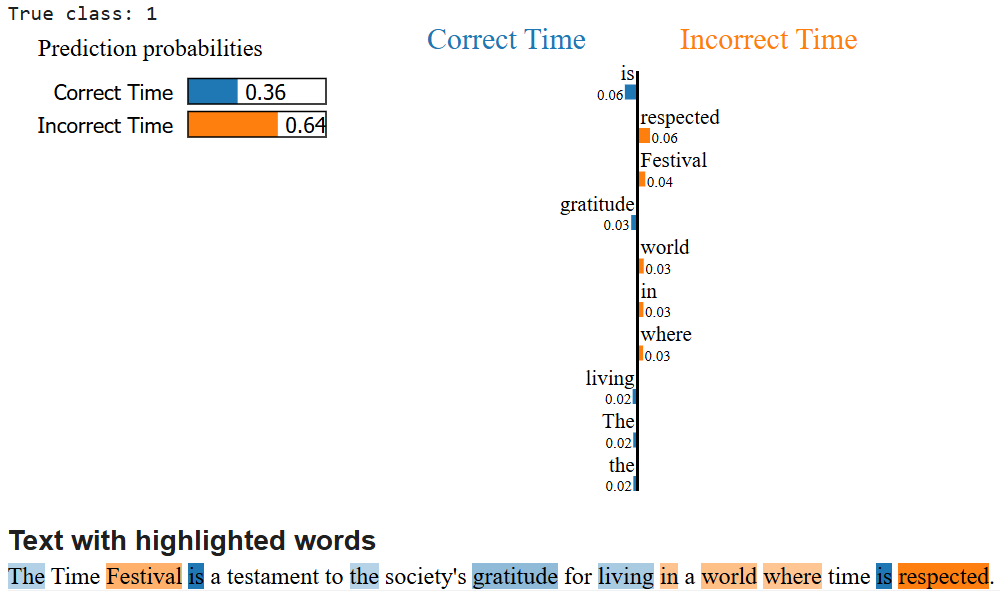 True class: 1
Prediction probabilities
Correct Time 0.36
Incorrect Time 0.64
Correct Time Incorrect Time
is
0.06
respected
0.06
Festival
0.04
gratitude
0.03
world
0.03
in
0.03
where
0.03
living
0.02
The
0.02
the
0.02
Text with highlighted words
The Time Festival is a testament to the society's gratitude for living in a world where time is respected.